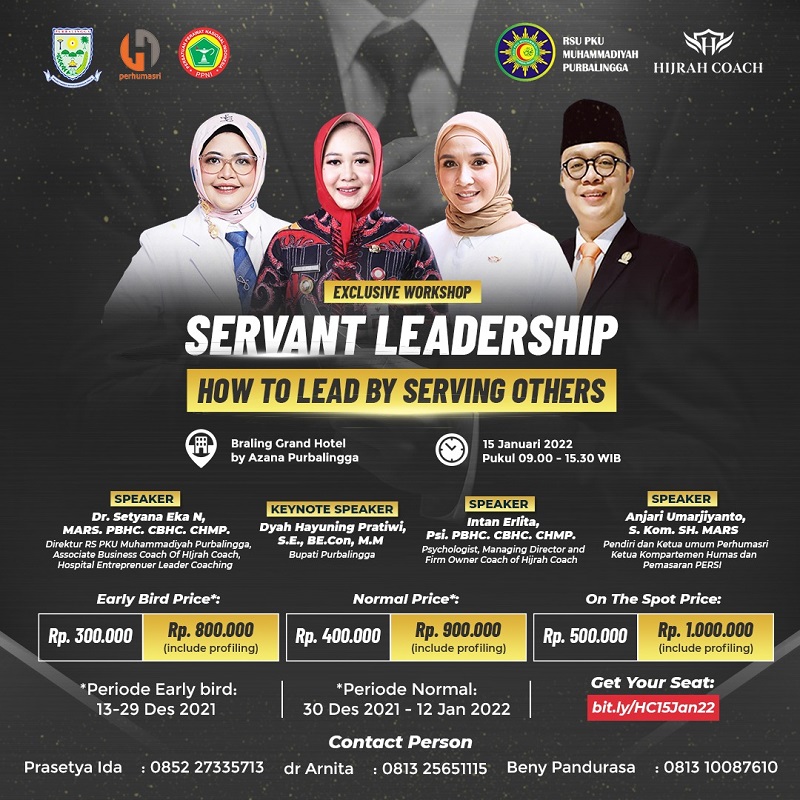 perhumasri
PERSATUAN PERAWAT NASIONAL INDONESIA
PPNI
RSU PKU
MUHAMMADIYAH
PURBALINGGA
HIJRAH COACH
EXCLUSIVE WORKSHOP
SERVANT LEADERSHIP
HOW TO LEAD BY SERVING OTHERS
Braling Grand Hotel
by Azana Purbalingga
15 Januari 2022
Pukul 09.00 - 15.30 WIB
SPEAKER
Dr. Setyana Eka N,
MARS. PBHC. CBHC. CHMP.
Direktur RS PKU Muhammadiyah Purbalingga,
Associate Business Coach Of HIjrah Coach,
Hospital Entreprenuer Leader Coaching
KEYNOTE SPEAKER
Dyah Hayuning Pratiwi,
S.E., BE.Con, M.M
Bupati Purbalingga
SPEAKER
Intan Erlita,
Psi. PBHC. CBHC. CHMP.
Psychologist, Managing Director and
Firm Owner Coach of Hijrah Coach
SPEAKER
Anjari Umarjiyanto,
S. Kom. SH. MARS
Pendiri dan Ketua umum Perhumasri
Ketua Kompartemen Humas dan
Pemasaran PERSI
Early Bird Price*:
Rp. 300.000
Rp. 800.000
(include profiling)
Normal Price*:
Rp. 400.000
Rp. 900.000
(include profiling)
On The Spot Price:
Rp. 500.000
Rp. 1.000.000
(include profiling)
*Periode Early bird:
13-29 Des 2021
*Periode Normal:
30 Des 2021 - 12 Jan 2022
Get Your Seat:
bit.ly/HC15Jan22
Contact Person
Prasetya Ida : 0852 27335713
dr Arnita : 0813 25651115
Beny Pandurasa : 0813 10087610